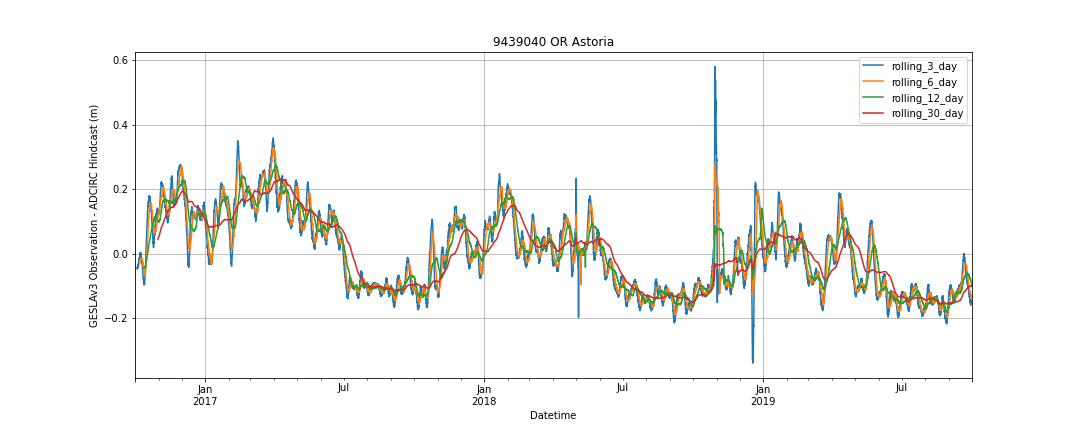 9439040 OR Astoria
GESLAv3 Observation - ADCIRC Hindcast (m)
0.6
0.4
0.2
0.0
−0.2
rolling_3_day
rolling_6_day
rolling_12_day
rolling_30_day
Jan
2017
Jul
Jan
2018
Jul
Jan
2019
Jul
Datetime